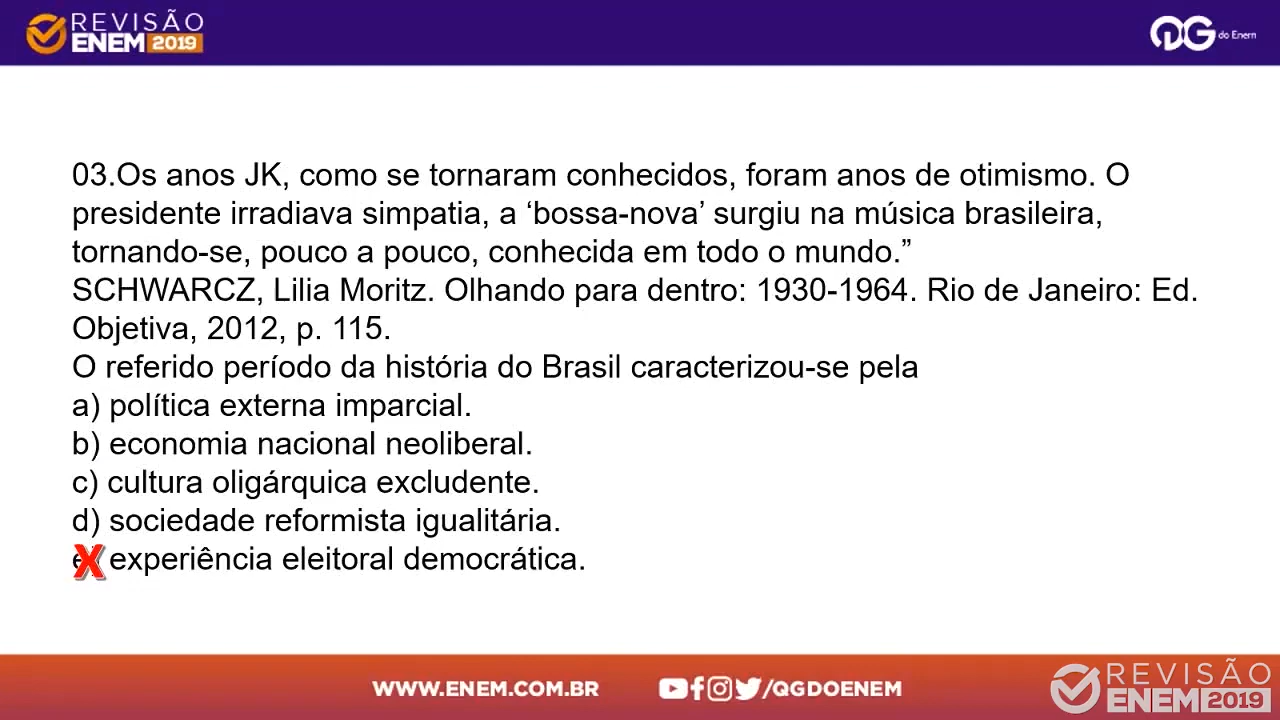 REVISÃO
ENEM 2019
QG do Enem
03.Os anos JK, como se tornaram conhecidos, foram anos de otimismo. O
presidente irradiava simpatia, a ‘bossa-nova’ surgiu na música brasileira,
tornando-se, pouco a pouco, conhecida em todo o mundo.”
SCHWARCZ, Lilia Moritz. Olhando para dentro: 1930-1964. Rio de Janeiro: Ed.
Objetiva, 2012, p. 115.
O referido período da história do Brasil caracterizou-se pela
a) política externa imparcial.
b) economia nacional neoliberal.
c) cultura oligárquica excludente.
d) sociedade reformista igualitária.
X experiência eleitoral democrática.
WWW.ENEM.COM.BR
/QGDOENEM
REVISÃO
ENEM 2019